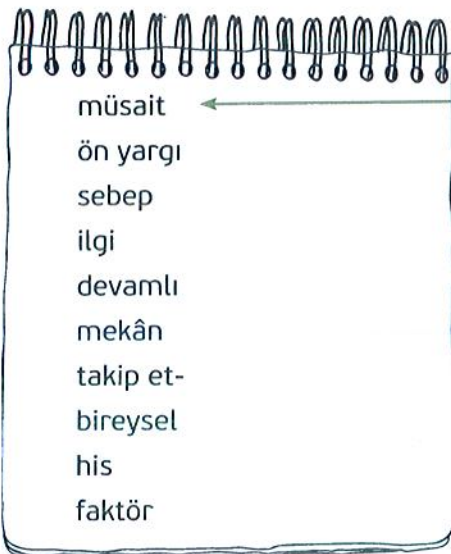 müsait
ön yargı
sebep
ilgi
devamlı
mekân
takip et-
bireysel
his
faktör